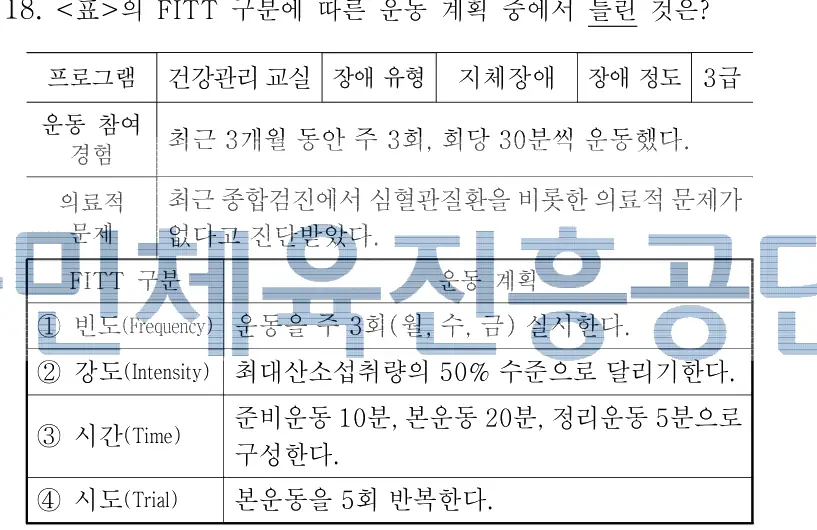 18. <표>의 FITT 구분에 따른 운동 계획 중에서 틀린 것은?
프로그램 건강관리 교실 장애 유형 지체장애 장애 정도 3급
운동 참여
경험
최근 3개월 동안 주 3회, 회당 30분씩 운동했다.
의료적
문제
최근 종합검진에서 심혈관질환을 비롯한 의료적 문제가
없다고 진단받았다.
FITT 구분 운동 계획
① 빈도(Frequency) 운동을 주 3회(월, 수, 금) 실시한다.
② 강도(Intensity) 최대산소섭취량의 50% 수준으로 달리기한다.
③ 시간(Time)
준비운동 10분, 본운동 20분, 정리운동 5분으로
구성한다.
④ 시도(Trial) 본운동을 5회 반복한다.
민체육진흥공단